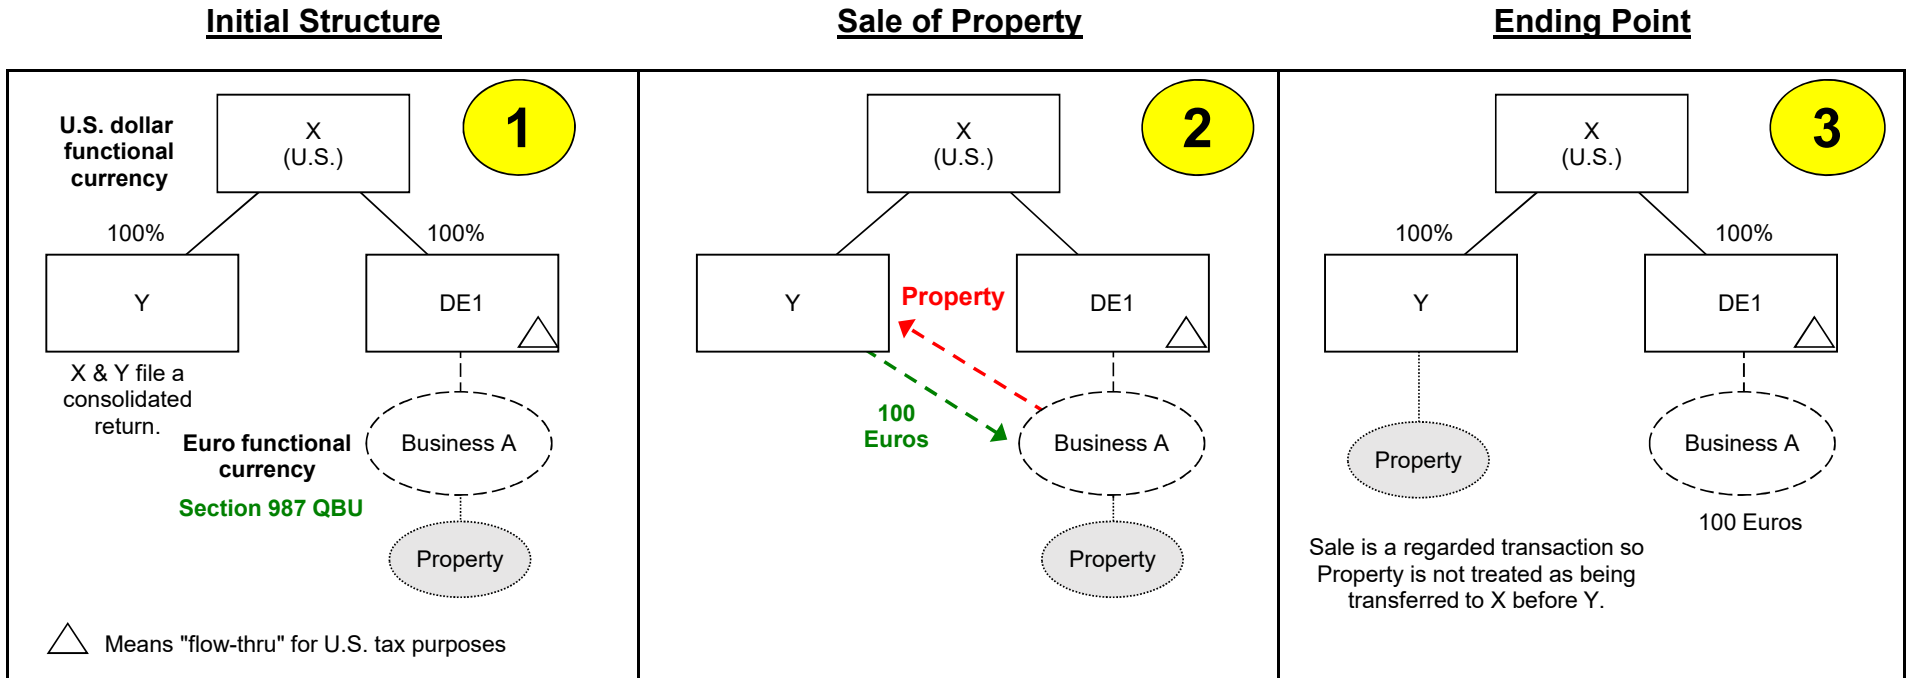 Initial Structure
Sale of Property
Ending Point
U.S. dollar
functional
currency
X
(U.S.)
1
100%
100%
Y
DE1
X & Y file a
consolidated
return.
Euro functional
currency
Business A
Section 987 QBU
Property
Means "flow-thru" for U.S. tax purposes
X
(U.S.)
2
Y
Property
DE1
100
Euros
Business A
Property
X
(U.S.)
3
100%
100%
Y
DE1
Property
Business A
100 Euros
Sale is a regarded transaction so
Property is not treated as being
transferred to X before Y.